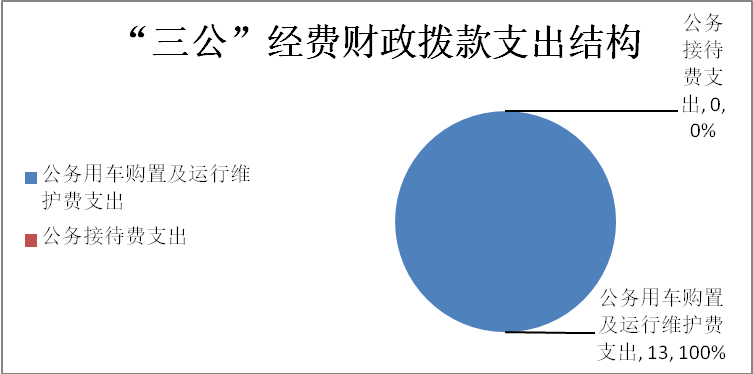 “三公”经费财政拨款支出结构
公务
接待
费支
出, 0,
0%
公务用车购置及运行维
护费支出
公务接待费支出
公务用车购置
及运行维护费
支出, 13, 100%